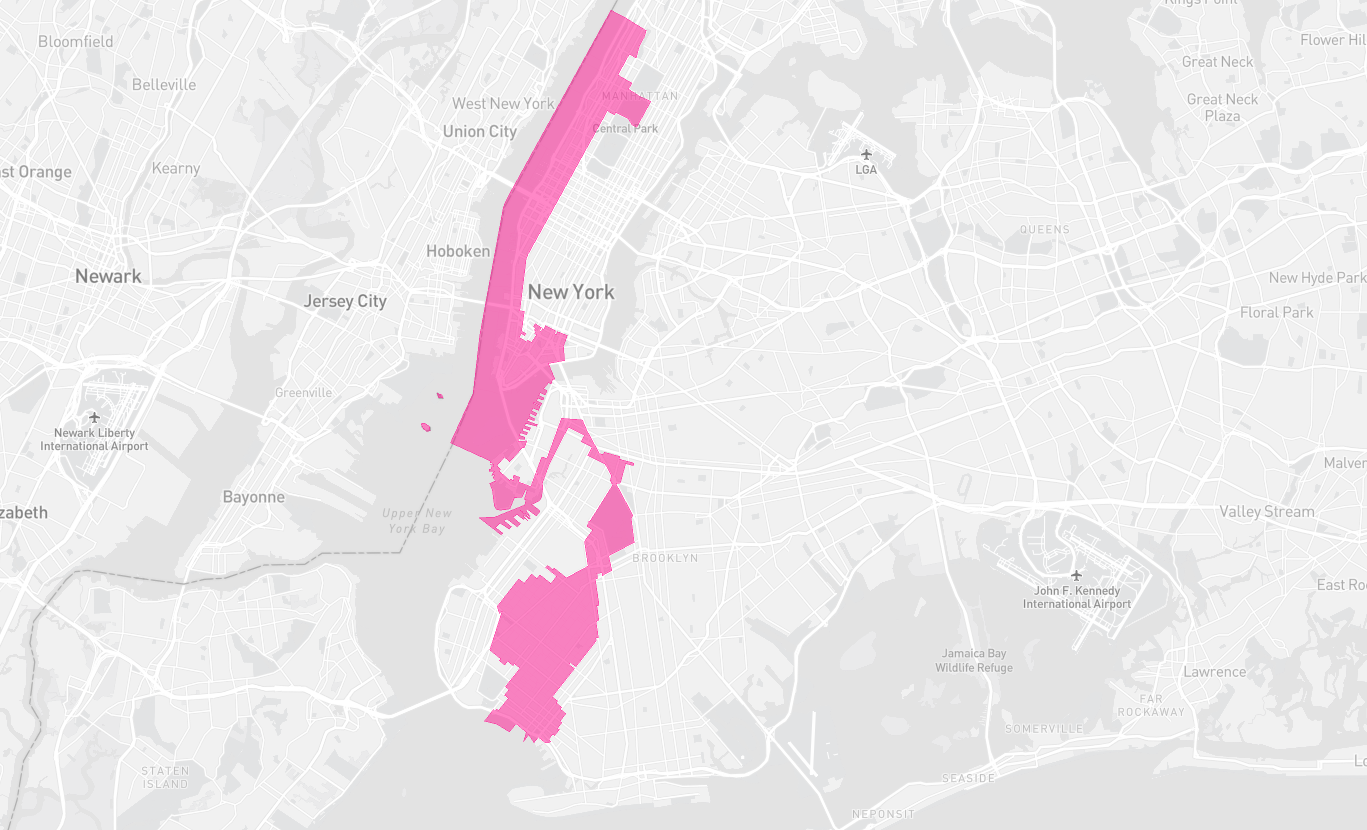 Kings Point
Bloomfield
Flower Hil
Great Neck
Belleville
MANHATTAN
West New York
Great Neck
Plaza
Union City
Central Park
Kearny
LGA
st Orange
QUEENS
Hoboken
Newark
New Hyde Park
New York
Jersey City
Floral Park
Greenville
Newark Liberty
International Airport
Malver
Bayonne
zabeth
Upper New
York Bay
Valley Stream
BROOKLYN
East Ro
John F. Kennedy
International Airport
Jamaica Bay
Wildlife Refuge
Lawrence
FAR
ROCKAWAY
SOMERVILLE
Lo
STATEN
ISLAND
SEASIDE
NEPONSIT